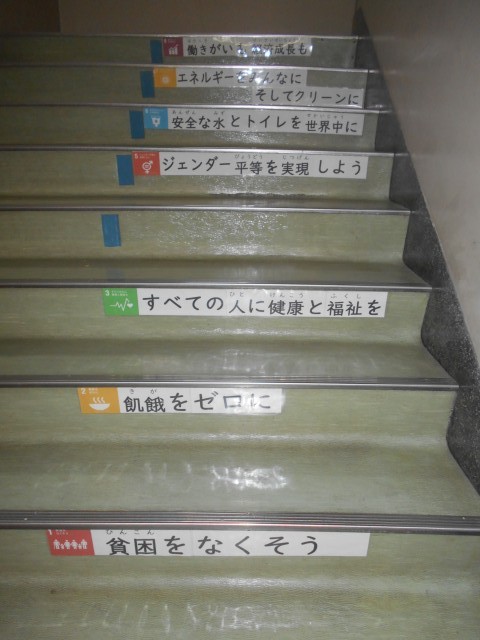 働きがいも 経済成長も
エネルギーをみんなに
そしてクリーンに
安全な水とトイレを世界中に
ジェンダー平等を実現しよう
3
すべての人に健康と福祉を
2
飢餓をゼロに
1
貧困をなくそう